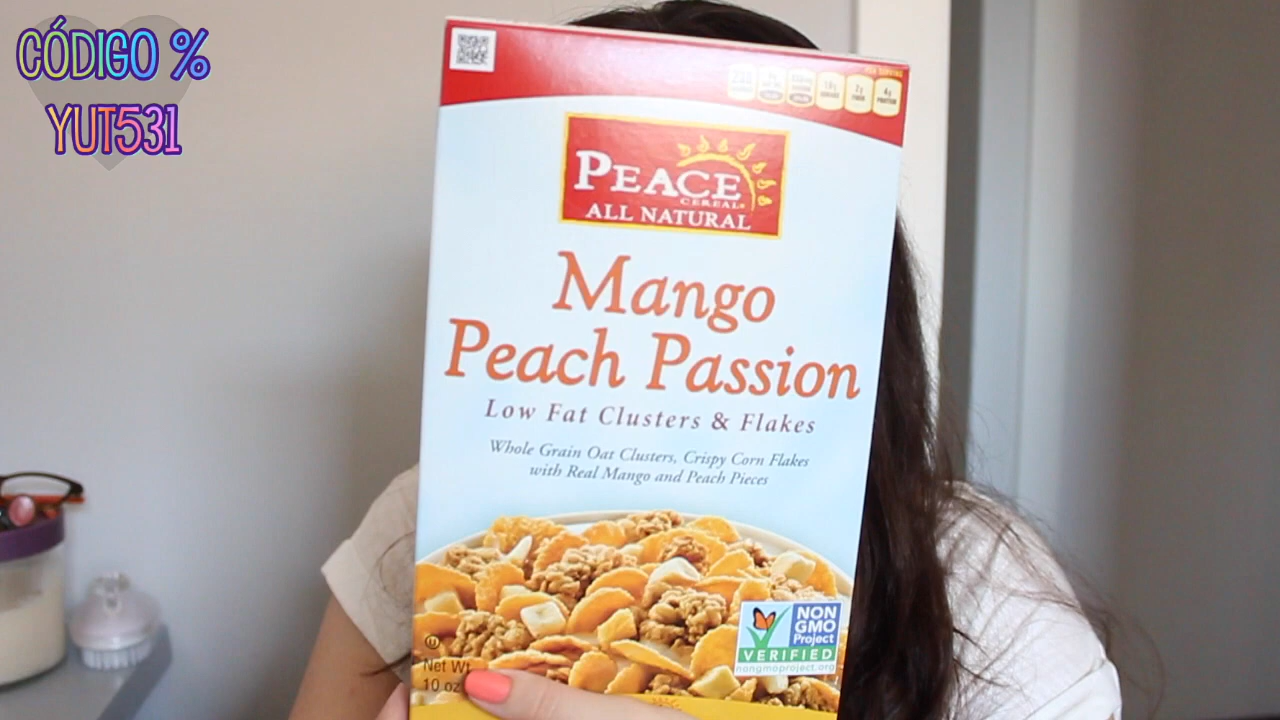 CÓDIGO %
YUT531
PEACE
CEREAL
ALL NATURAL
Mango
Peach Passion
Low Fat Clusters & Flakes
Whole Grain Oat Clusters, Crispy Corn Flakes
with Real Mango and Peach Pieces
NON
GMO
Project
VERIFIED
nongmoproject.org
Net Wt
10 oz